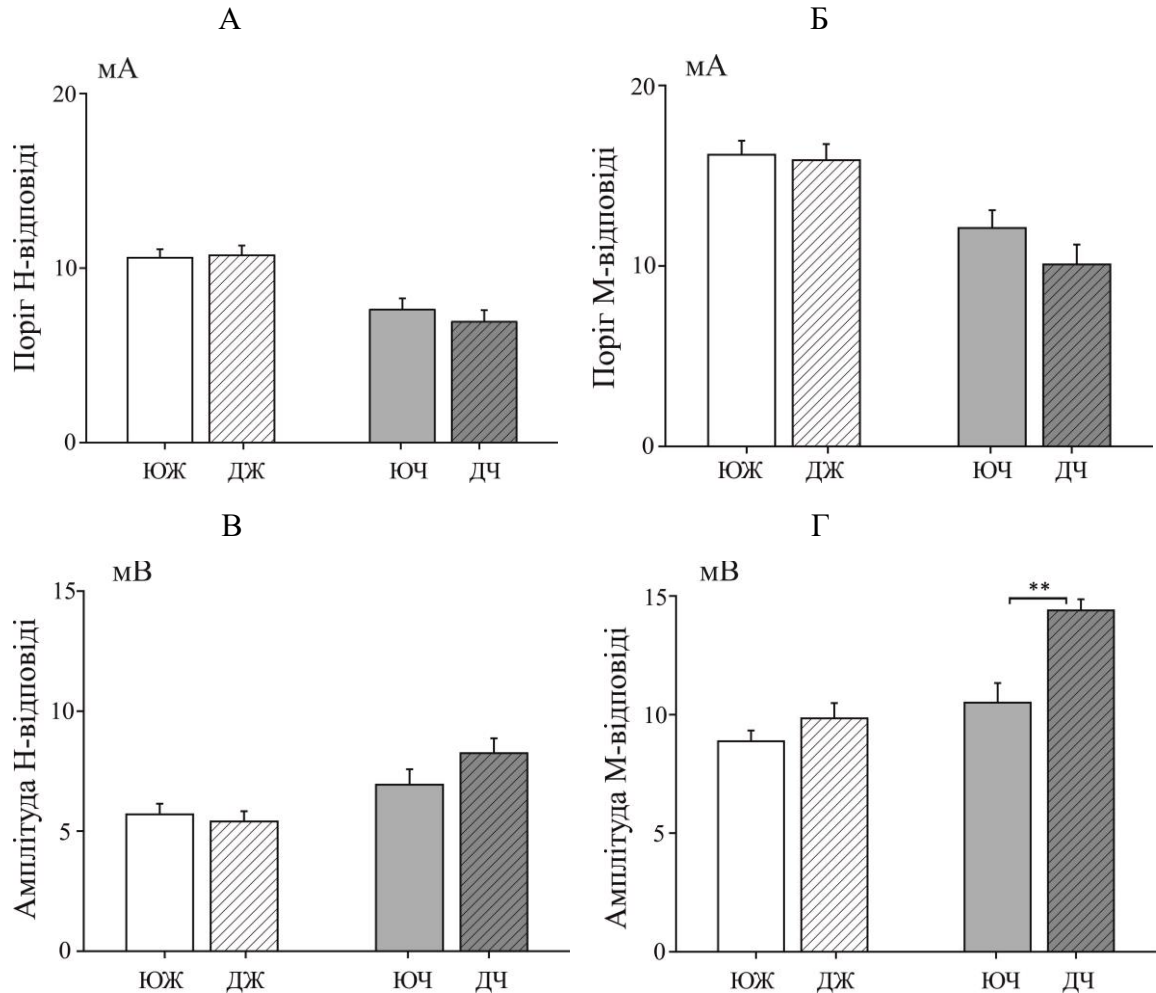 А
мА
20
10
0
Поріг Н-відповіді
ЮЖ ДЖ ЮЧ ДЧ
Б
мА
20
10
0
Поріг М-відповіді
ЮЖ ДЖ ЮЧ ДЧ
В
мВ
15
10
5
0
Амплітуда Н-відповіді
ЮЖ ДЖ ЮЧ ДЧ
Г
мВ
**
15
10
5
0
Амплітуда М-відповіді
ЮЖ ДЖ ЮЧ ДЧ